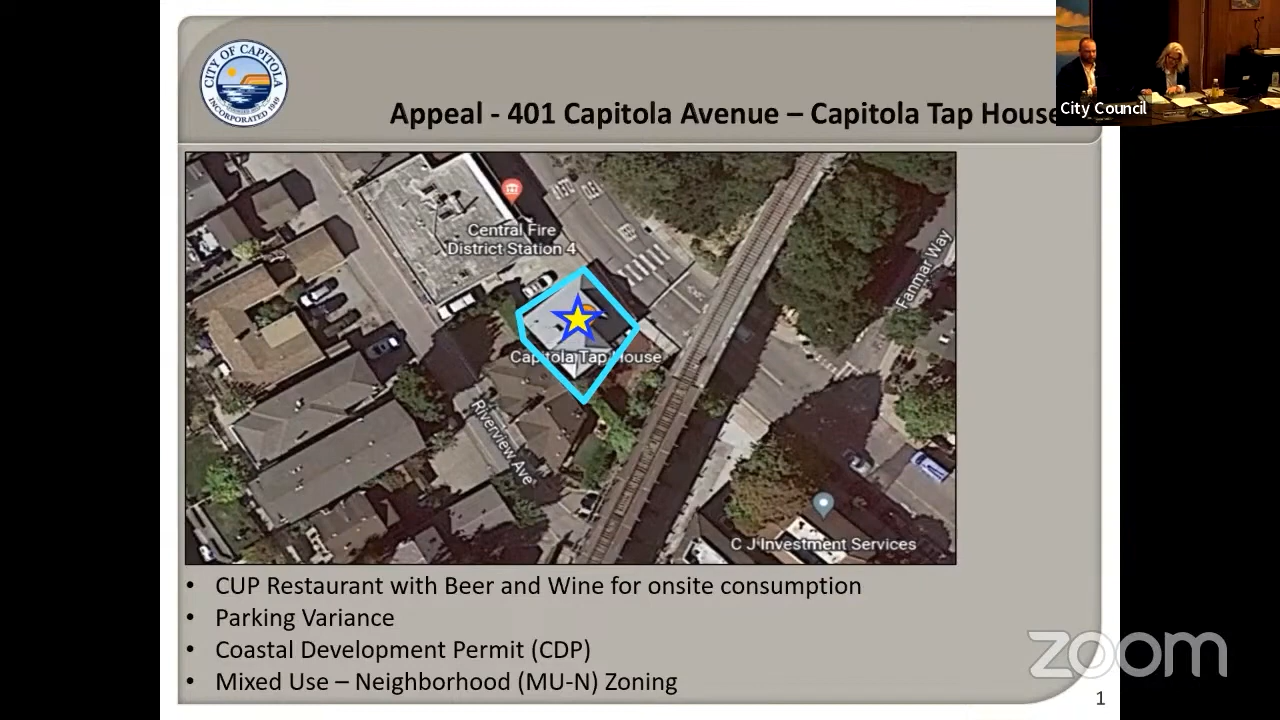 CITY OF CAPITOLA
INCORPORATED 1949
Appeal - 401 Capitola Avenue – Capitola Tap House
City Council
Central Fire
District Station 4
Capitola Tap House
Fanmar Way
Riverview Ave
C J Investment Services
• CUP Restaurant with Beer and Wine for onsite consumption
• Parking Variance
• Coastal Development Permit (CDP)
• Mixed Use – Neighborhood (MU-N) Zoning
zoom
1